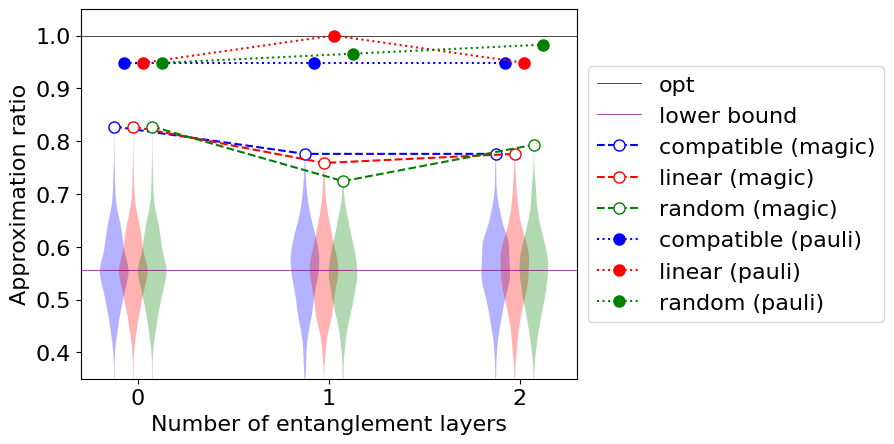 Approximation ratio
1.0
0.9
0.8
0.7
0.6
0.5
0.4
0
1
2
Number of entanglement layers
opt
lower bound
compatible (magic)
linear (magic)
random (magic)
compatible (pauli)
linear (pauli)
random (pauli)